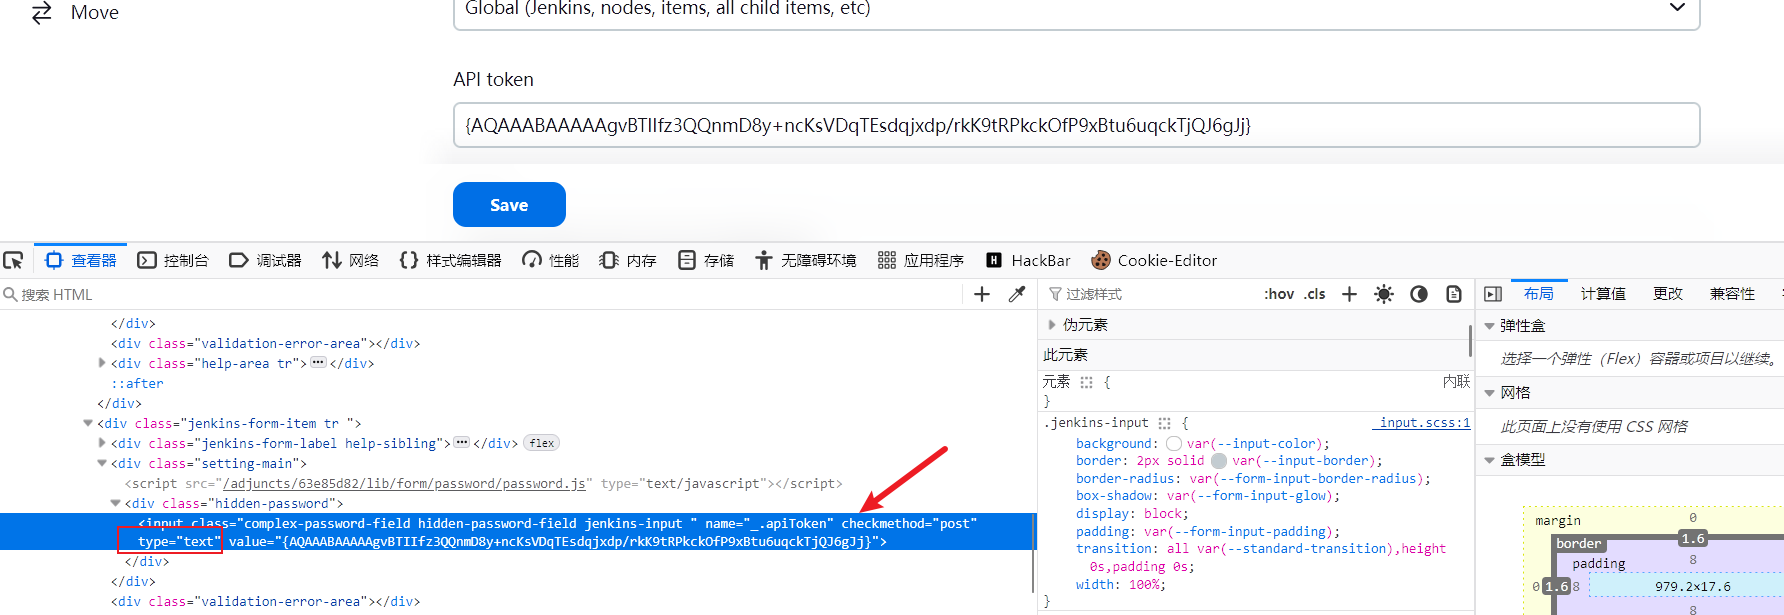 Move
Global (Jenkins, nodes, items, all child items, etc)
API token
{AQAAABAAAAAgvBTIIfz3QQnmD8y+ncKsVDqTEsdqjxdp/rkK9tRPkckOfP9xBtu6uqckTjQJ6gJj}
Save
查看器 控制台 调试器 网络 样式编辑器 性能 内存 存储 无障碍环境 应用程序 HackBar Cookie-Editor
搜索 HTML
过滤样式 :hov .cls
布局 计算值 更改 兼容性
</div>
<div class="validation-error-area"></div>
<div class="help-area tr"> ••• </div>
::after
</div>
<div class="jenkins-form-item tr ">
<div class="jenkins-form-label help-sibling"> ••• </div> flex
<div class="setting-main">
<script src="/adjuncts/63e85d82/lib/form/password/password.js" type="text/javascript"></script>
<div class="hidden-password">
<input class="complex-password-field hidden-password-field jenkins-input " name="_.apiToken" checkmethod="post"
type="text" value="{AQAAABAAAAAgvBTIIfz3QQnmD8y+ncKsVDqTEsdqjxdp/rkK9tRPkckOfP9xBtu6uqckTjQJ6gJj}">
</div>
</div>
<div class="validation-error-area"></div>
伪元素
此元素
元素 { 内联
}
.jenkins-input { _input.scss:1
background: var(--input-color);
border: 2px solid var(--input-border);
border-radius: var(--form-input-border-radius);
box-shadow: var(--form-input-glow);
display: block;
padding: var(--form-input-padding);
transition: all var(--standard-transition),height
0s,padding 0s;
width: 100%;
}
弹性盒
选择一个弹性（Flex）容器或项目以继续。
网格
此页面上没有使用 CSS 网格
盒模型
margin 0
border 1.6
padding 8
0 1.6 8 979.2×17.6
8